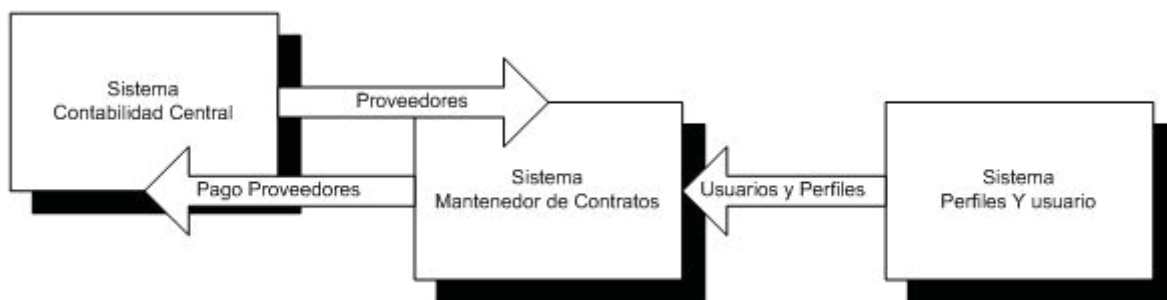 Sistema
Contabilidad Central
Proveedores
Pago Proveedores
Sistema
Mantenedor de Contratos
Usuarios y Perfiles
Sistema
Perfiles Y usuario